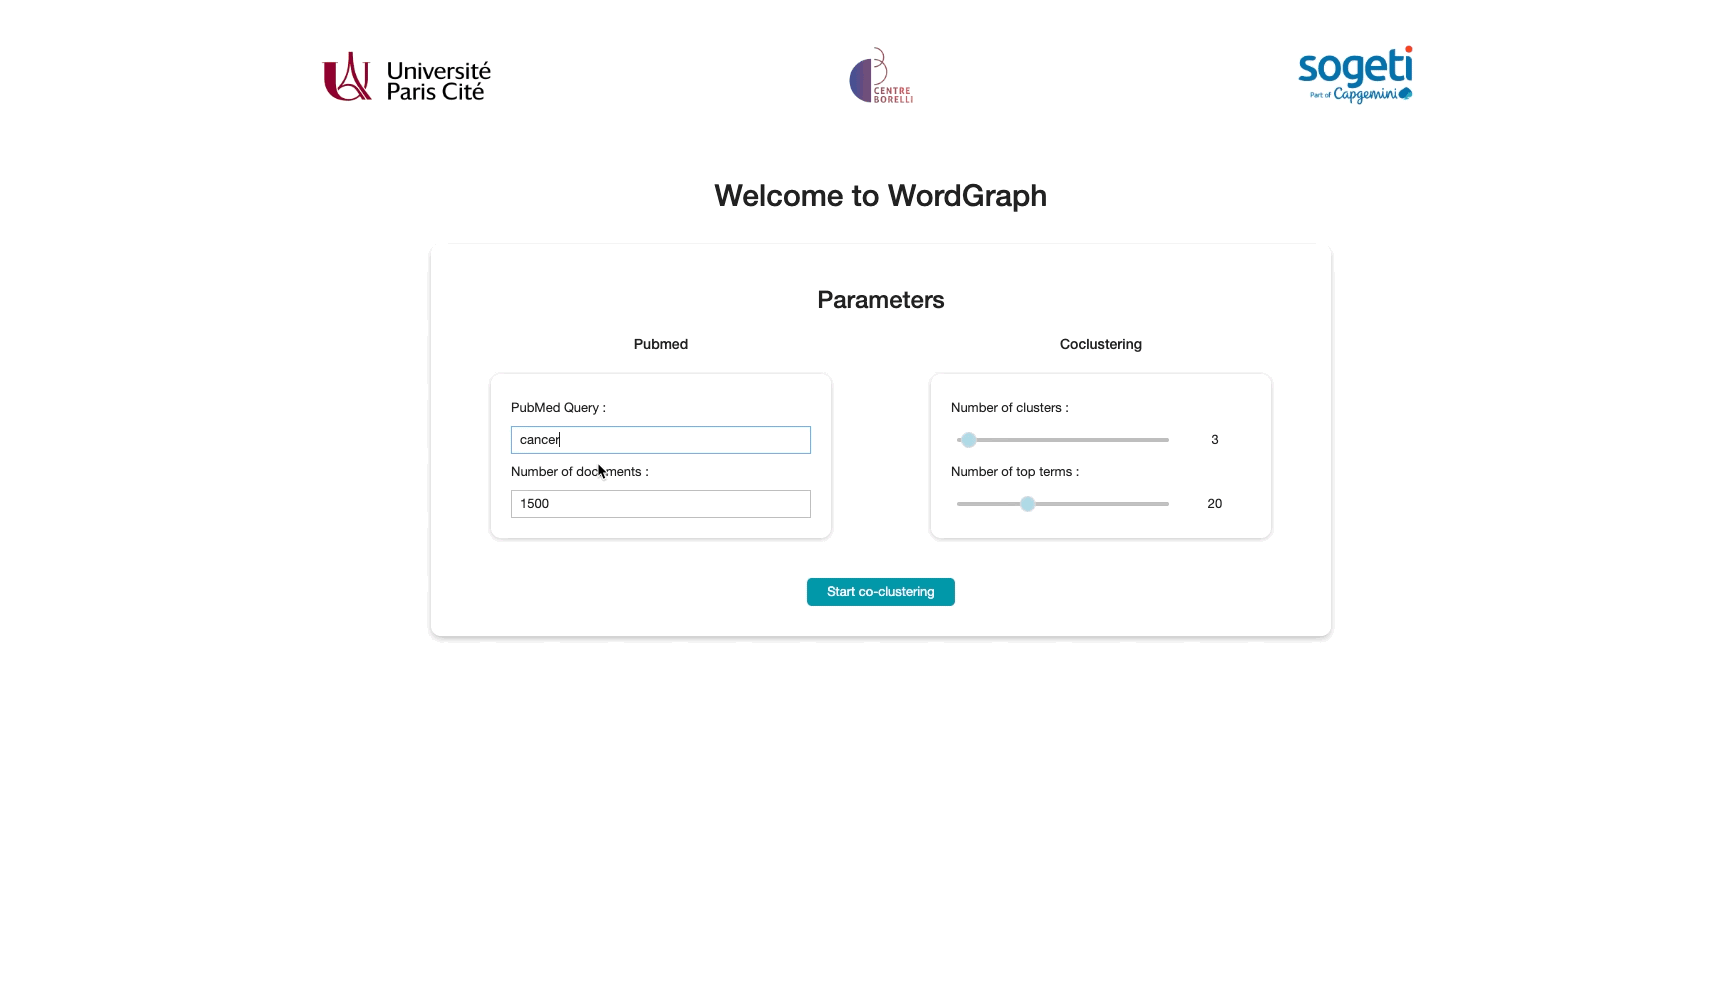 Université
Paris Cité
CENTRE
BORELLI
sogeti
Part of Capgemini
Welcome to WordGraph
Parameters
Pubmed
Coclustering
PubMed Query :
cancer
Number of documents :
1500
Number of clusters :
3
Number of top terms :
20
Start co-clustering